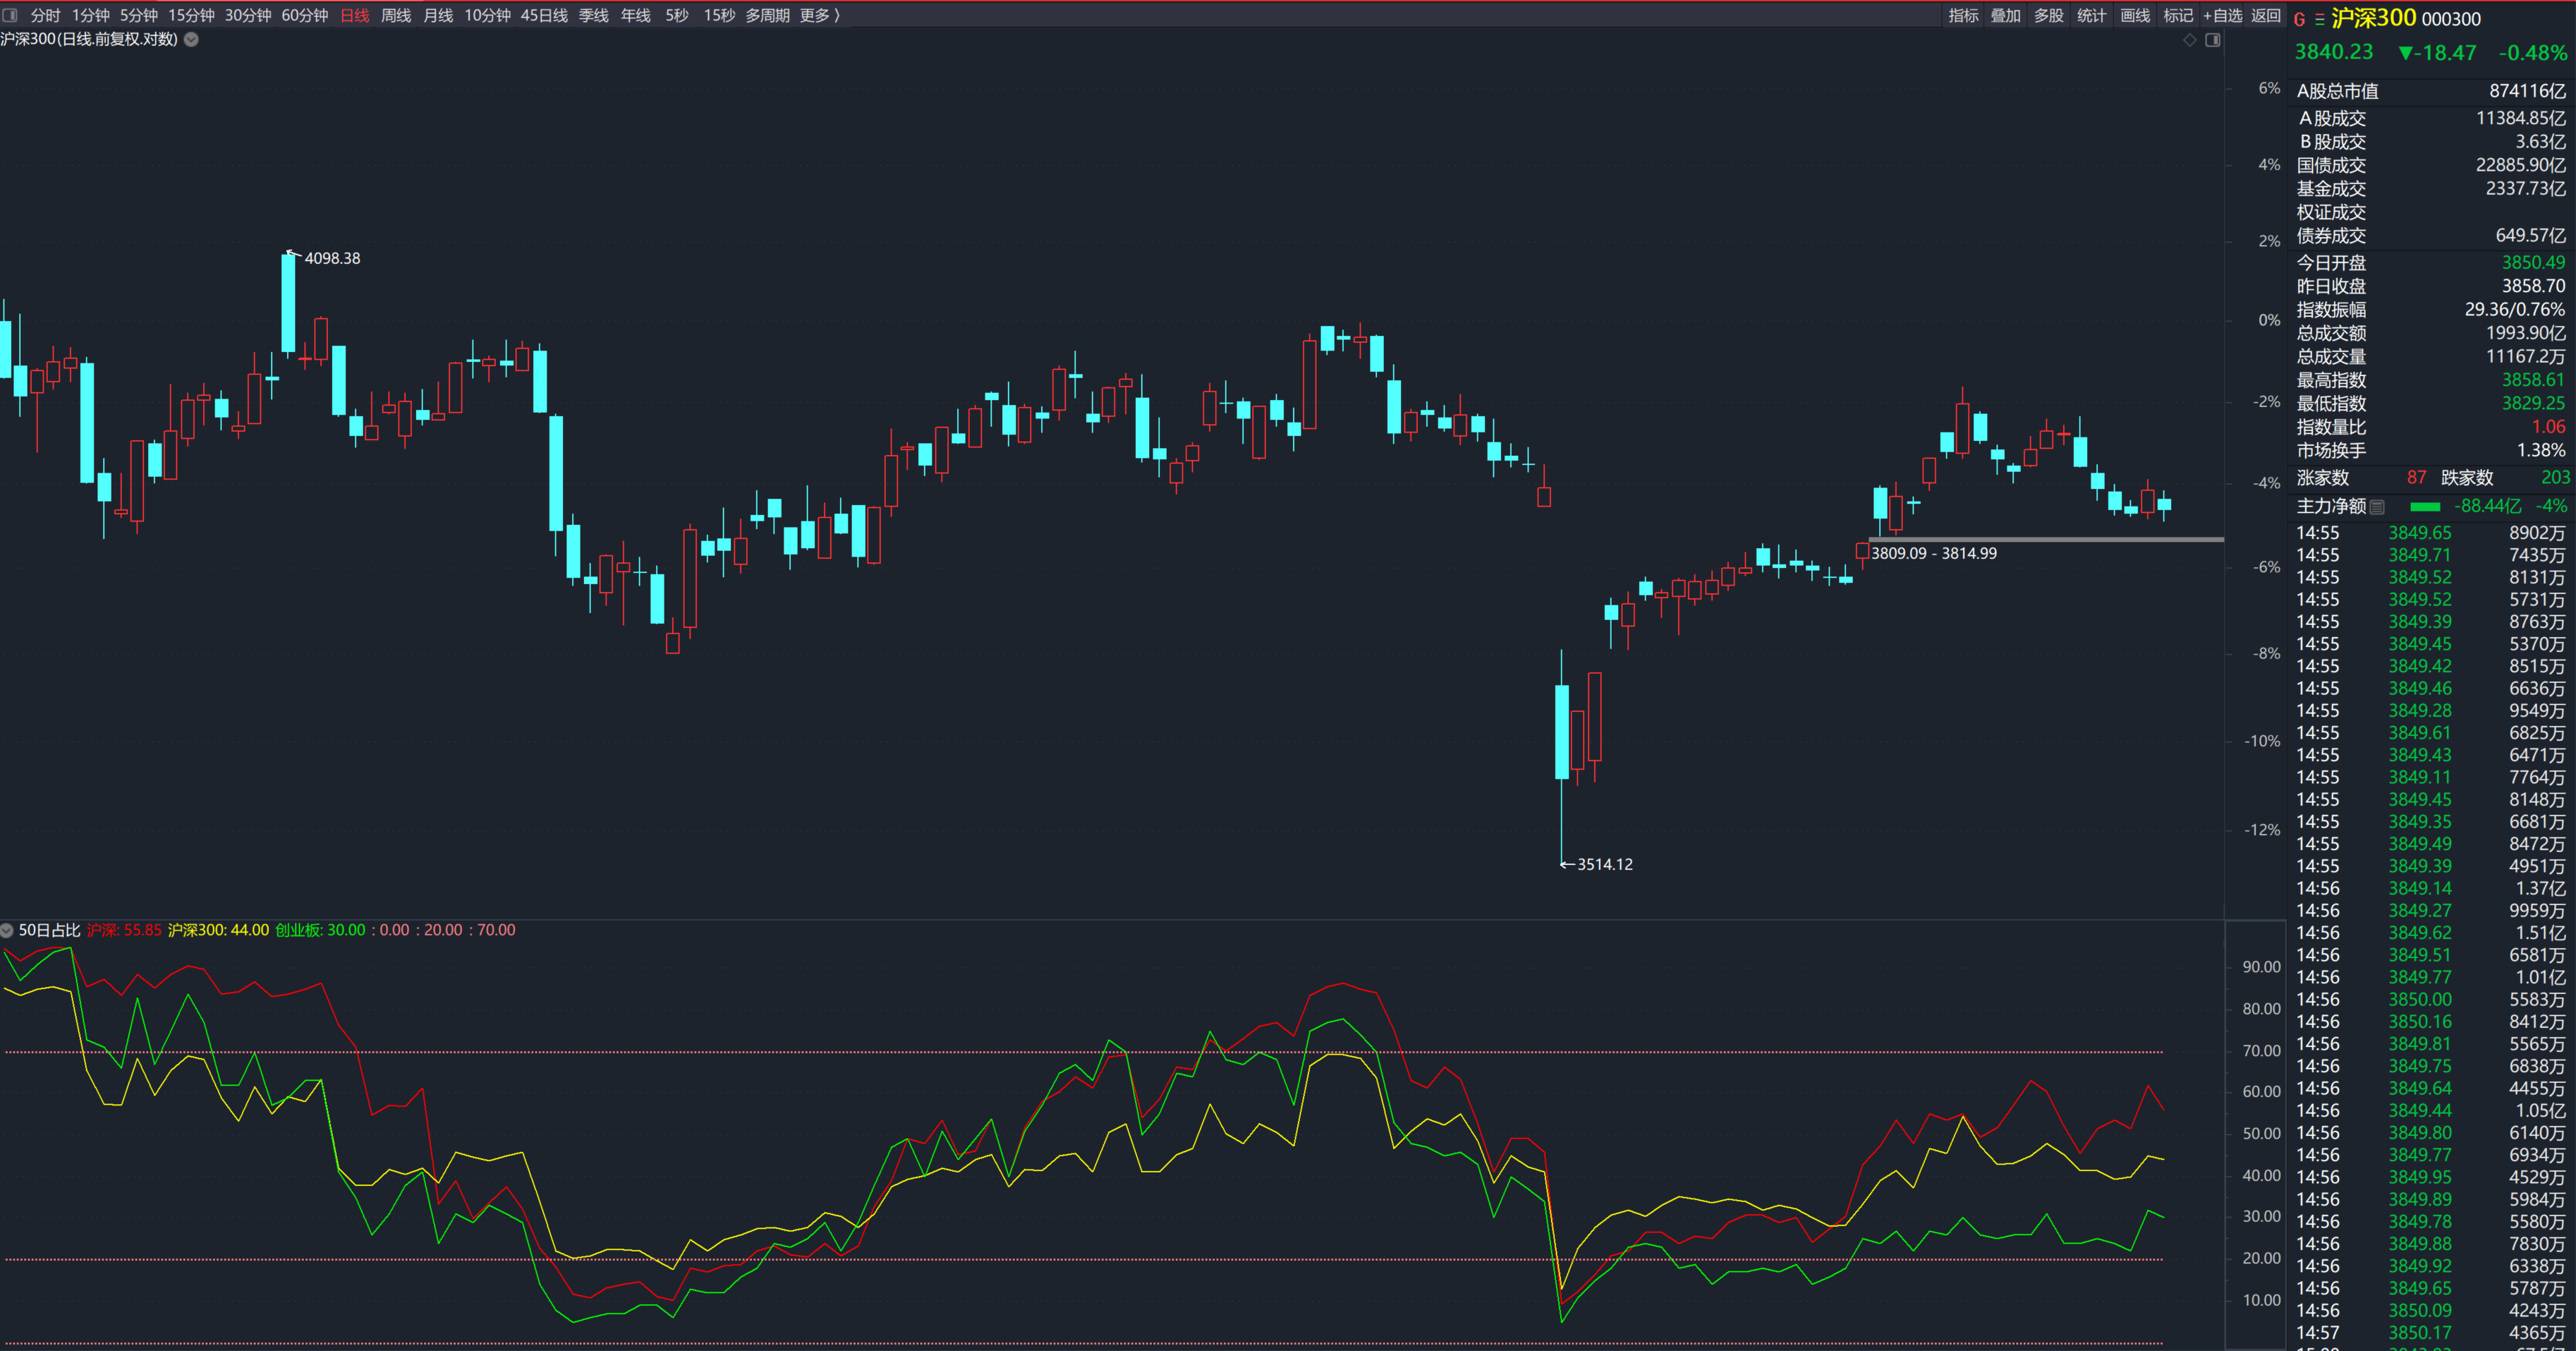 分时 1分钟 5分钟 15分钟 30分钟 60分钟 日线 周线 月线 10分钟 45日线 季线 年线 5秒 15秒 多周期 更多 〉
指标 叠加 多股 统计 画线 标记 +自选 返回
沪深300(日线.前复权.对数)
4098.38
3809.09 - 3814.99
3514.12
6%
4%
2%
0%
-2%
-4%
-6%
-8%
-10%
-12%
50日占比 沪深: 55.85 沪深300: 44.00 创业板: 30.00 : 0.00 : 20.00 : 70.00
90.00
80.00
70.00
60.00
50.00
40.00
30.00
20.00
10.00
G 沪深300 000300
3840.23 ▼-18.47 -0.48%
A股总市值 874116亿
A股成交 11384.85亿
B股成交 3.63亿
国债成交 22885.90亿
基金成交 2337.73亿
权证成交
债券成交 649.57亿
今日开盘 3850.49
昨日收盘 3858.70
指数振幅 29.36/0.76%
总成交额 1993.90亿
总成交量 11167.2万
最高指数 3858.61
最低指数 3829.25
指数量比 1.06
市场换手 1.38%
涨家数 87 跌家数 203
主力净额 -88.44亿 -4%
14:55 3849.65 8902万
14:55 3849.71 7435万
14:55 3849.52 8131万
14:55 3849.52 5731万
14:55 3849.39 8763万
14:55 3849.45 5370万
14:55 3849.42 8515万
14:55 3849.46 6636万
14:55 3849.28 9549万
14:55 3849.61 6825万
14:55 3849.43 6471万
14:55 3849.11 7764万
14:55 3849.45 8148万
14:55 3849.35 6681万
14:55 3849.49 8472万
14:55 3849.39 4951万
14:56 3849.14 1.37亿
14:56 3849.27 9959万
14:56 3849.62 1.51亿
14:56 3849.51 6581万
14:56 3849.77 1.01亿
14:56 3850.00 5583万
14:56 3850.16 8412万
14:56 3849.81 5565万
14:56 3849.75 6838万
14:56 3849.64 4455万
14:56 3849.44 1.05亿
14:56 3849.80 6140万
14:56 3849.77 6934万
14:56 3849.95 4529万
14:56 3849.89 5984万
14:56 3849.78 5580万
14:56 3849.88 7830万
14:56 3849.92 6338万
14:56 3849.65 5787万
14:56 3850.09 4243万
14:57 3850.17 4365万